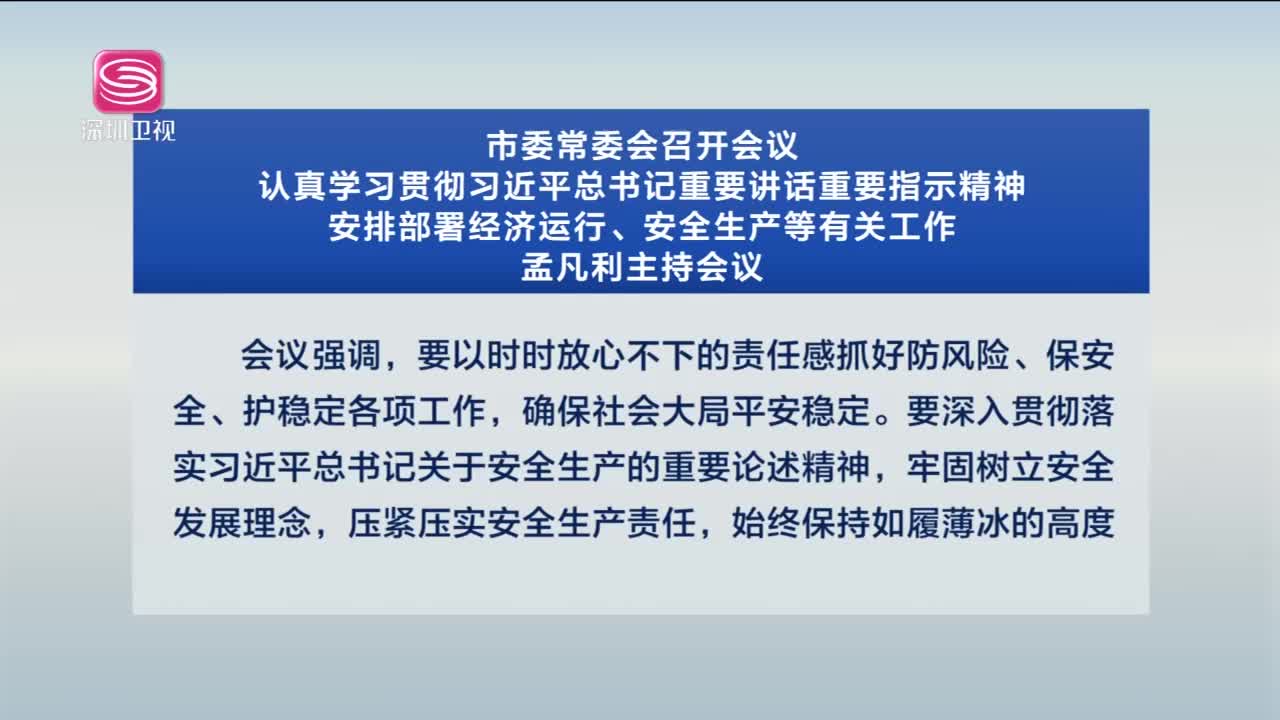 深圳卫视
市委常委会召开会议
认真学习贯彻习近平总书记重要讲话重要指示精神
安排部署经济运行、安全生产等有关工作
孟凡利主持会议
会议强调，要以时时放心不下的责任感抓好防风险、保安
全、护稳定各项工作，确保社会大局平安稳定。要深入贯彻落
实习近平总书记关于安全生产的重要论述精神，牢固树立安全
发展理念，压紧压实安全生产责任，始终保持如履薄冰的高度